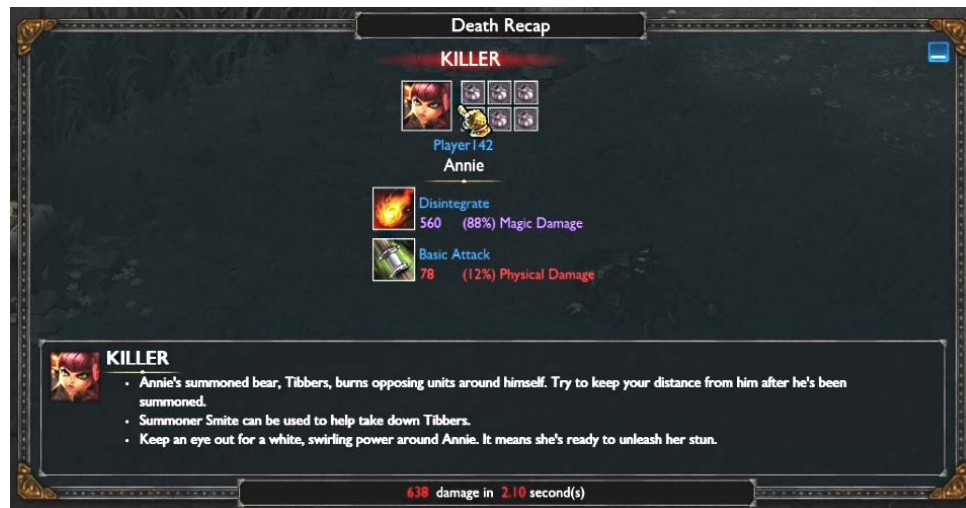 Death Recap
KILLER
Player142
Annie
Disintegrate
560 (88%) Magic Damage
Basic Attack
78 (12%) Physical Damage
KILLER
• Annie's summoned bear, Tibbers, burns opposing units around himself. Try to keep your distance from him after he's been
summoned.
• Summoner Smite can be used to help take down Tibbers.
• Keep an eye out for a white, swirling power around Annie. It means she's ready to unleash her stun.
638 damage in 2.10 second(s)